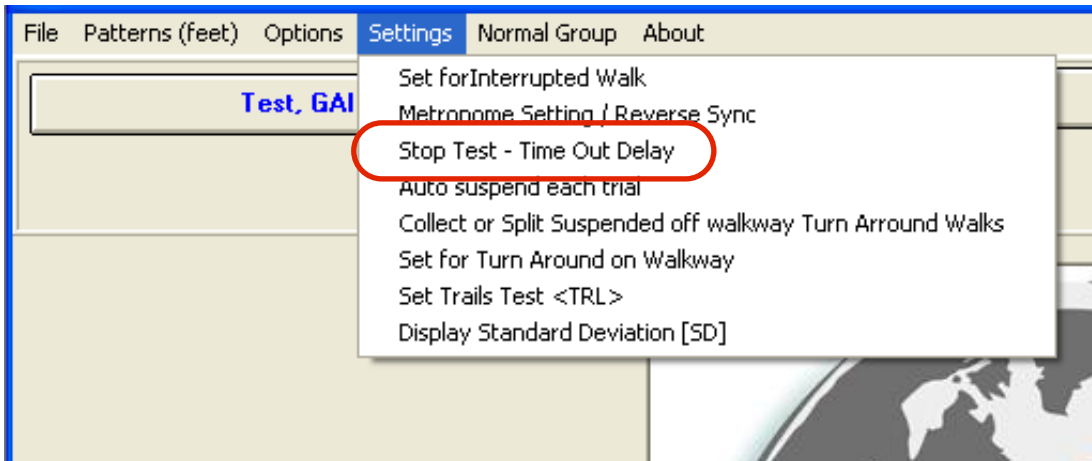 File Patterns (feet) Options Settings Normal Group About
Test, GAI
Set forInterrupted Walk
Metronome Setting / Reverse Sync
Stop Test - Time Out Delay
Auto suspend each trial
Collect or Split Suspended off walkway Turn Arround Walks
Set for Turn Around on Walkway
Set Trails Test <TRL>
Display Standard Deviation [SD]